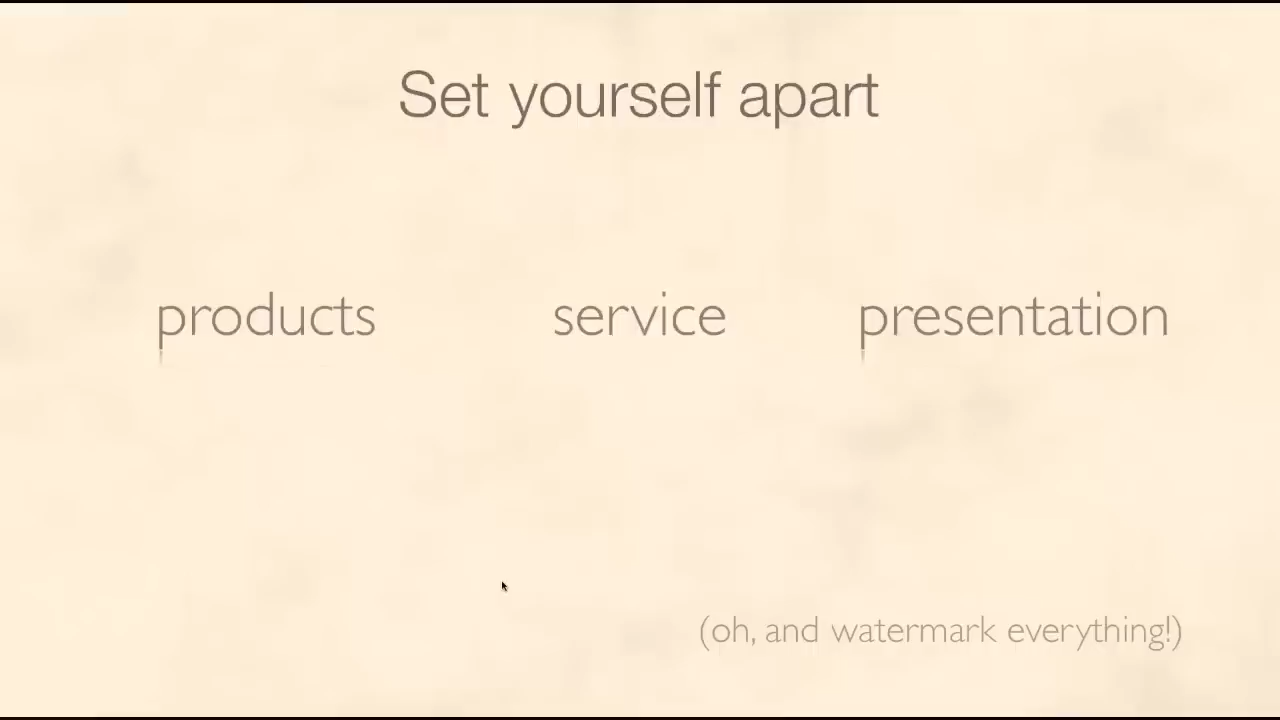 Set yourself apart
products service presentation
(oh, and watermark everything!)